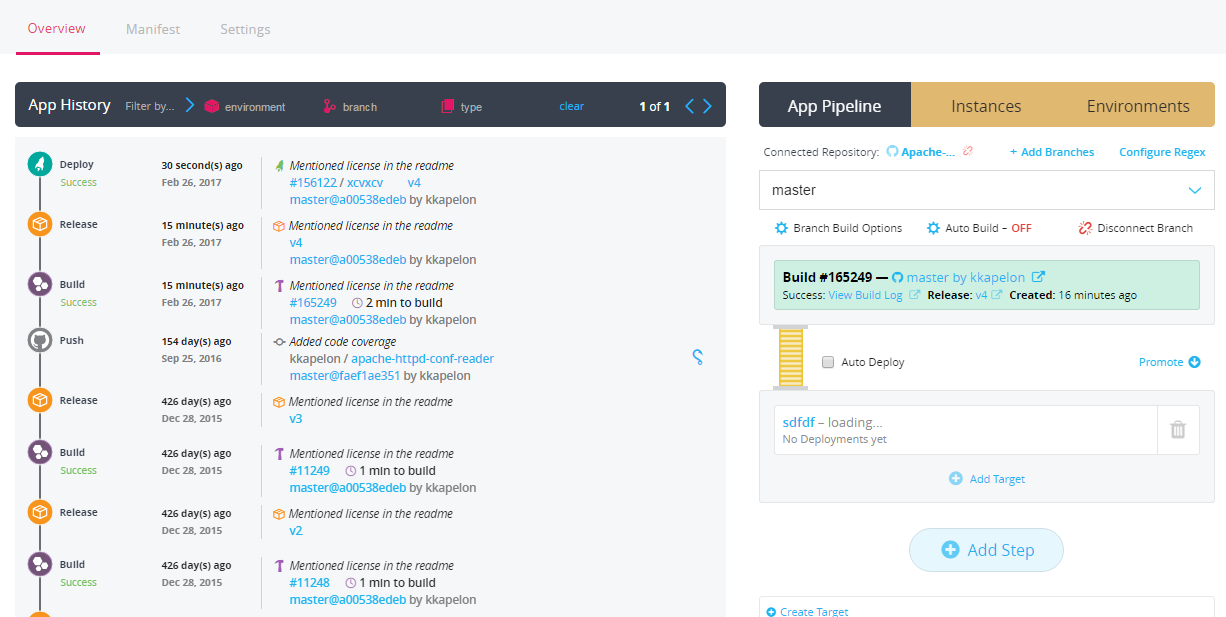 Overview Manifest Settings
App History Filter by... environment branch type clear 1 of 1
Deploy 30 second(s) ago Mentioned license in the readme
Success Feb 26, 2017 #156122 / xcvxcv v4
master@a00538edeb by kkapelon
Release 15 minute(s) ago Mentioned license in the readme
Feb 26, 2017 v4
master@a00538edeb by kkapelon
Build 15 minute(s) ago Mentioned license in the readme
Success Feb 26, 2017 #165249 2 min to build
master@a00538edeb by kkapelon
Push 154 day(s) ago Added code coverage
Sep 25, 2016 kkapelon / apache-httpd-conf-reader
master@faef1ae351 by kkapelon
Release 426 day(s) ago Mentioned license in the readme
Dec 28, 2015 v3
Build 426 day(s) ago Mentioned license in the readme
Success Dec 28, 2015 #11249 1 min to build
master@a00538edeb by kkapelon
Release 426 day(s) ago Mentioned license in the readme
Dec 28, 2015 v2
Build 426 day(s) ago Mentioned license in the readme
Success Dec 28, 2015 #11248 1 min to build
master@a00538edeb by kkapelon
App Pipeline Instances Environments
Connected Repository: Apache-... + Add Branches Configure Regex
master
Branch Build Options Auto Build – OFF Disconnect Branch
Build #165249 — master by kkapelon
Success: View Build Log Release: v4 Created: 16 minutes ago
Auto Deploy Promote
sdfdf – loading...
No Deployments yet
Add Target
Add Step
Create Target